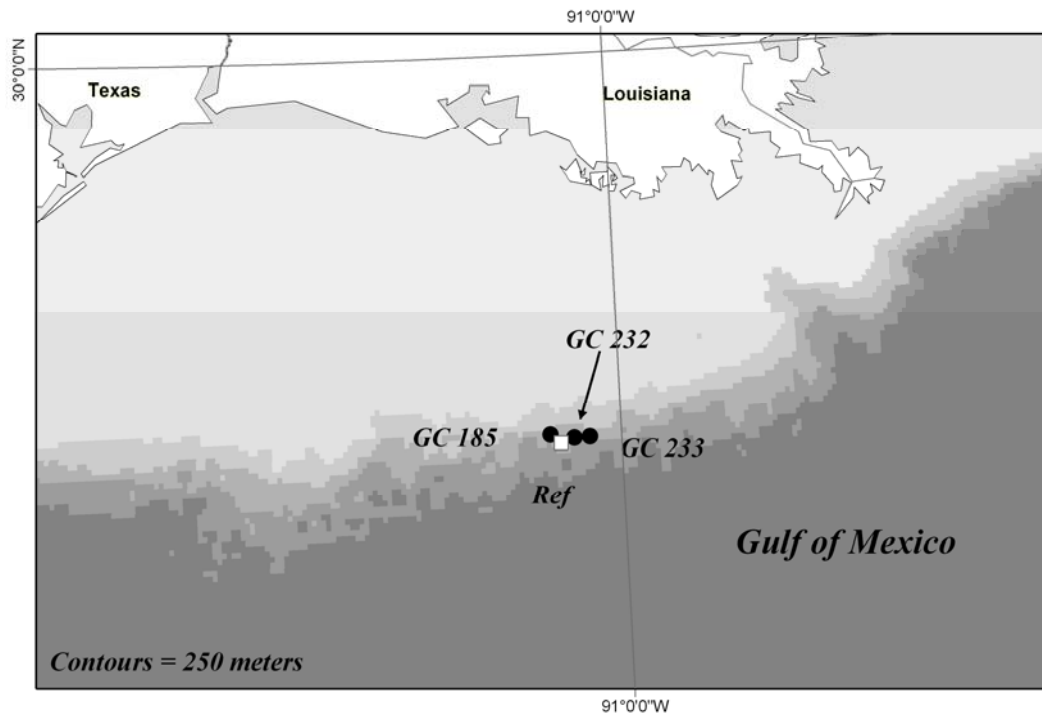 91°0'0"W
30°0'0"N
Texas
Louisiana
GC 232
GC 185
GC 233
Ref
Gulf of Mexico
Contours = 250 meters
91°0'0"W